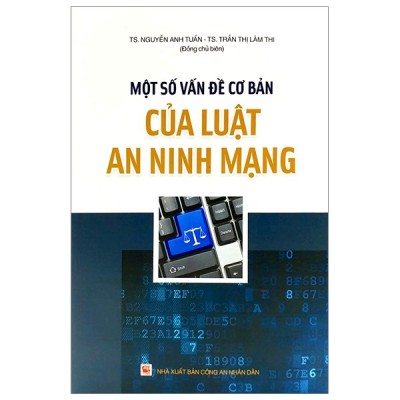 TS. NGUYỄN ANH TUẤN - TS. TRẦN THỊ LÂM THI
(Đồng chủ biên)
MỘT SỐ VẤN ĐỀ CƠ BẢN
CỦA LUẬT
AN NINH MẠNG
NHÀ XUẤT BẢN CÔNG AN NHÂN DÂN